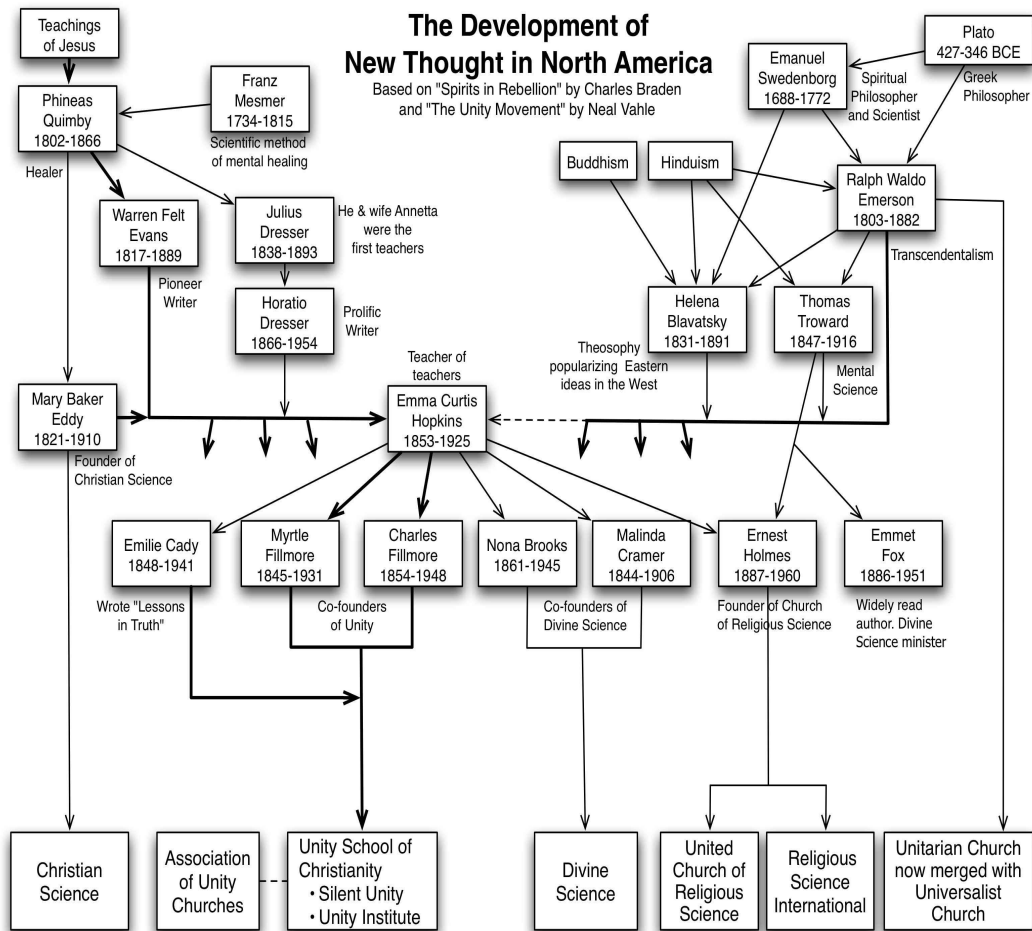 The Development of
New Thought in North America
Based on "Spirits in Rebellion" by Charles Braden
and "The Unity Movement" by Neal Vahle
Teachings
of Jesus
Phineas
Quimby
1802-1866
Healer
Franz
Mesmer
1734-1815
Scientific method
of mental healing
Emanuel
Swedenborg
1688-1772
Spiritual
Philosopher
and Scientist
Plato
427-346 BCE
Greek
Philosopher
Warren Felt
Evans
1817-1889
Pioneer
Writer
Julius
Dresser
1838-1893
He & wife Annetta
were the
first teachers
Buddhism
Hinduism
Ralph Waldo
Emerson
1803-1882
Transcendentalism
Horatio
Dresser
1866-1954
Prolific
Writer
Helena
Blavatsky
1831-1891
Theosophy
popularizing Eastern
ideas in the West
Thomas
Troward
1847-1916
Mental
Science
Mary Baker
Eddy
1821-1910
Founder of
Christian Science
Teacher of
teachers
Emma Curtis
Hopkins
1853-1925
Emilie Cady
1848-1941
Wrote "Lessons
in Truth"
Myrtle
Fillmore
1845-1931
Charles
Fillmore
1854-1948
Co-founders
of Unity
Nona Brooks
1861-1945
Malinda
Cramer
1844-1906
Co-founders of
Divine Science
Ernest
Holmes
1887-1960
Founder of Church
of Religious Science
Emmet
Fox
1886-1951
Widely read
author. Divine
Science minister
Christian
Science
Association
of Unity
Churches
Unity School of
Christianity
• Silent Unity
• Unity Institute
Divine
Science
United
Church of
Religious
Science
Religious
Science
International
Unitarian Church
now merged with
Universalist
Church